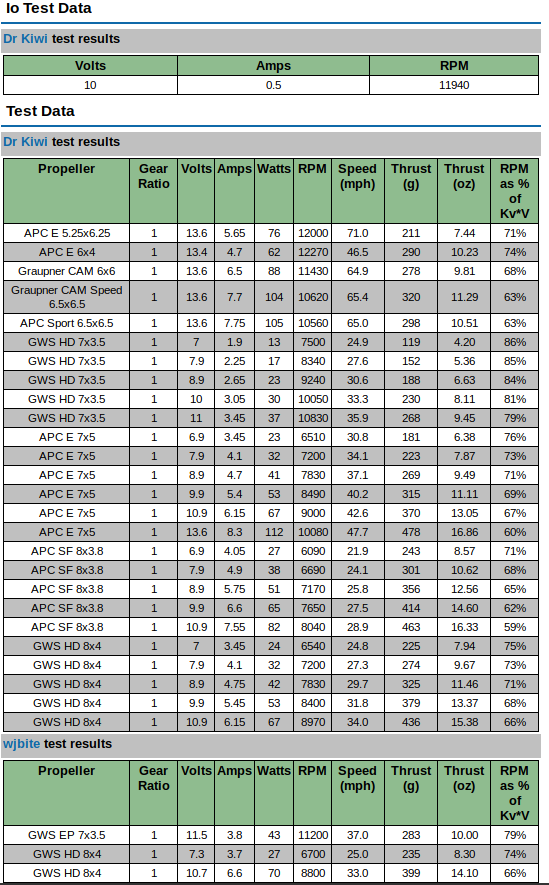 Io Test Data
Dr Kiwi test results
Volts Amps RPM
10 0.5 11940
Test Data
Dr Kiwi test results
Propeller Gear Ratio Volts Amps Watts RPM Speed (mph) Thrust (g) Thrust (oz) RPM as % of Kv*V
APC E 5.25x6.25 1 13.6 5.65 76 12000 71.0 211 7.44 71%
APC E 6x4 1 13.4 4.7 62 12270 46.5 290 10.23 74%
Graupner CAM 6x6 1 13.6 6.5 88 11430 64.9 278 9.81 68%
Graupner CAM Speed 6.5x6.5 1 13.6 7.7 104 10620 65.4 320 11.29 63%
APC Sport 6.5x6.5 1 13.6 7.75 105 10560 65.0 298 10.51 63%
GWS HD 7x3.5 1 7 1.9 13 7500 24.9 119 4.20 86%
GWS HD 7x3.5 1 7.9 2.25 17 8340 27.6 152 5.36 85%
GWS HD 7x3.5 1 8.9 2.65 23 9240 30.6 188 6.63 84%
GWS HD 7x3.5 1 10 3.05 30 10050 33.3 230 8.11 81%
GWS HD 7x3.5 1 11 3.45 37 10830 35.9 268 9.45 79%
APC E 7x5 1 6.9 3.45 23 6510 30.8 181 6.38 76%
APC E 7x5 1 7.9 4.1 32 7200 34.1 223 7.87 73%
APC E 7x5 1 8.9 4.7 41 7830 37.1 269 9.49 71%
APC E 7x5 1 9.9 5.4 53 8490 40.2 315 11.11 69%
APC E 7x5 1 10.9 6.15 67 9000 42.6 370 13.05 67%
APC E 7x5 1 13.6 8.3 112 10080 47.7 478 16.86 60%
APC SF 8x3.8 1 6.9 4.05 27 6090 21.9 243 8.57 71%
APC SF 8x3.8 1 7.9 4.9 38 6690 24.1 301 10.62 68%
APC SF 8x3.8 1 8.9 5.75 51 7170 25.8 356 12.56 65%
APC SF 8x3.8 1 9.9 6.6 65 7650 27.5 414 14.60 62%
APC SF 8x3.8 1 10.9 7.55 82 8040 28.9 463 16.33 59%
GWS HD 8x4 1 7 3.45 24 6540 24.8 225 7.94 75%
GWS HD 8x4 1 7.9 4.1 32 7200 27.3 274 9.67 73%
GWS HD 8x4 1 8.9 4.75 42 7830 29.7 325 11.46 71%
GWS HD 8x4 1 9.9 5.45 53 8400 31.8 379 13.37 68%
GWS HD 8x4 1 10.9 6.15 67 8970 34.0 436 15.38 66%
wjbite test results
Propeller Gear Ratio Volts Amps Watts RPM Speed (mph) Thrust (g) Thrust (oz) RPM as % of Kv*V
GWS EP 7x3.5 1 11.5 3.8 43 11200 37.0 283 10.00 79%
GWS HD 8x4 1 7.3 3.7 27 6700 25.0 235 8.30 74%
GWS HD 8x4 1 10.7 6.6 70 8800 33.0 399 14.10 66%